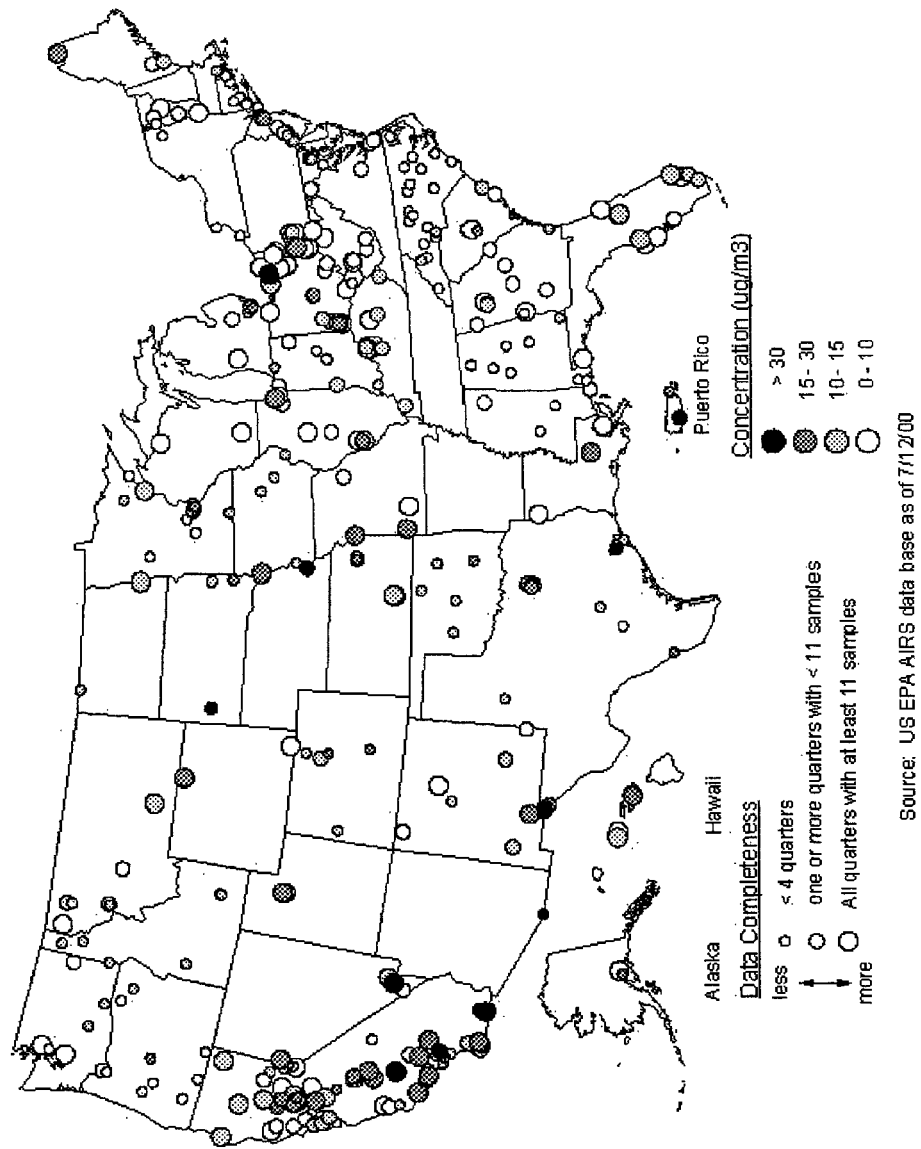 Puerto Rico
Concentration (ug/m3)
> 30
15 - 30
10 - 15
0 - 10
Alaska
Hawaii
Data Completeness
less
< 4 quarters
one or more quarters with < 11 samples
more
All quarters with at least 11 samples
Source: US EPA AIRS data base as of 7/12/00